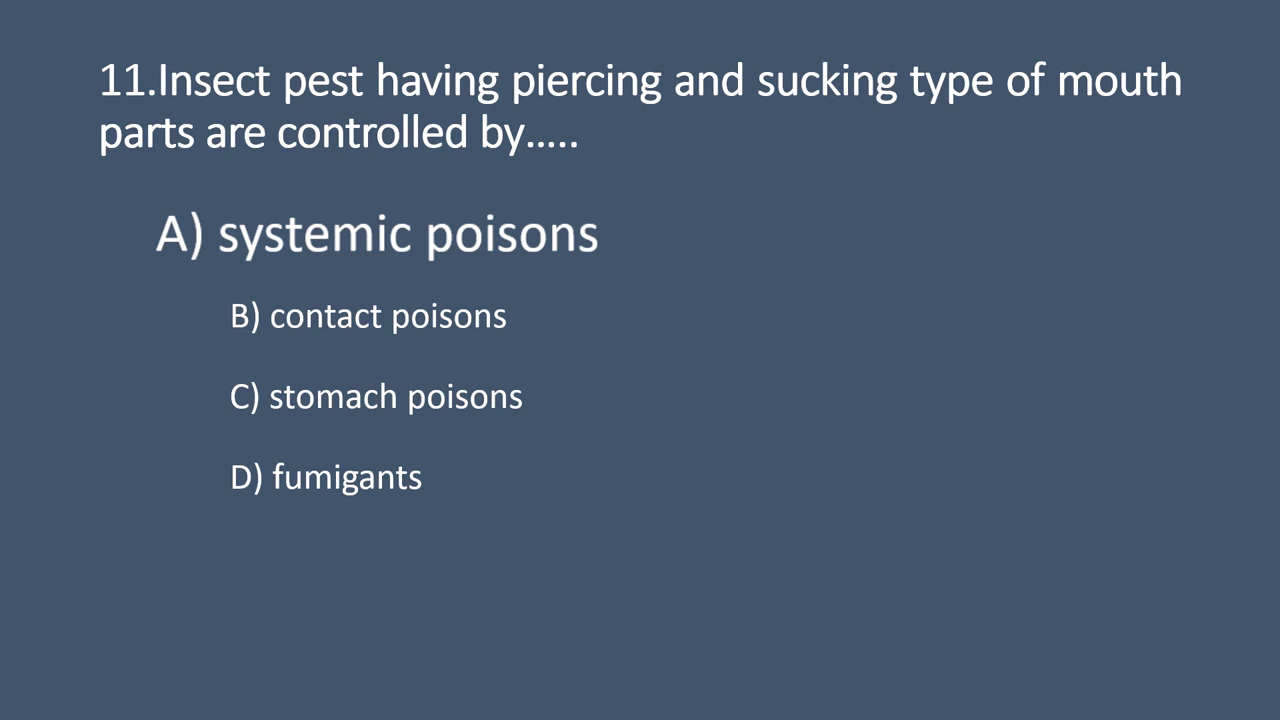 11.Insect pest having piercing and sucking type of mouth
parts are controlled by.....
A) systemic poisons
B) contact poisons
C) stomach poisons
D) fumigants